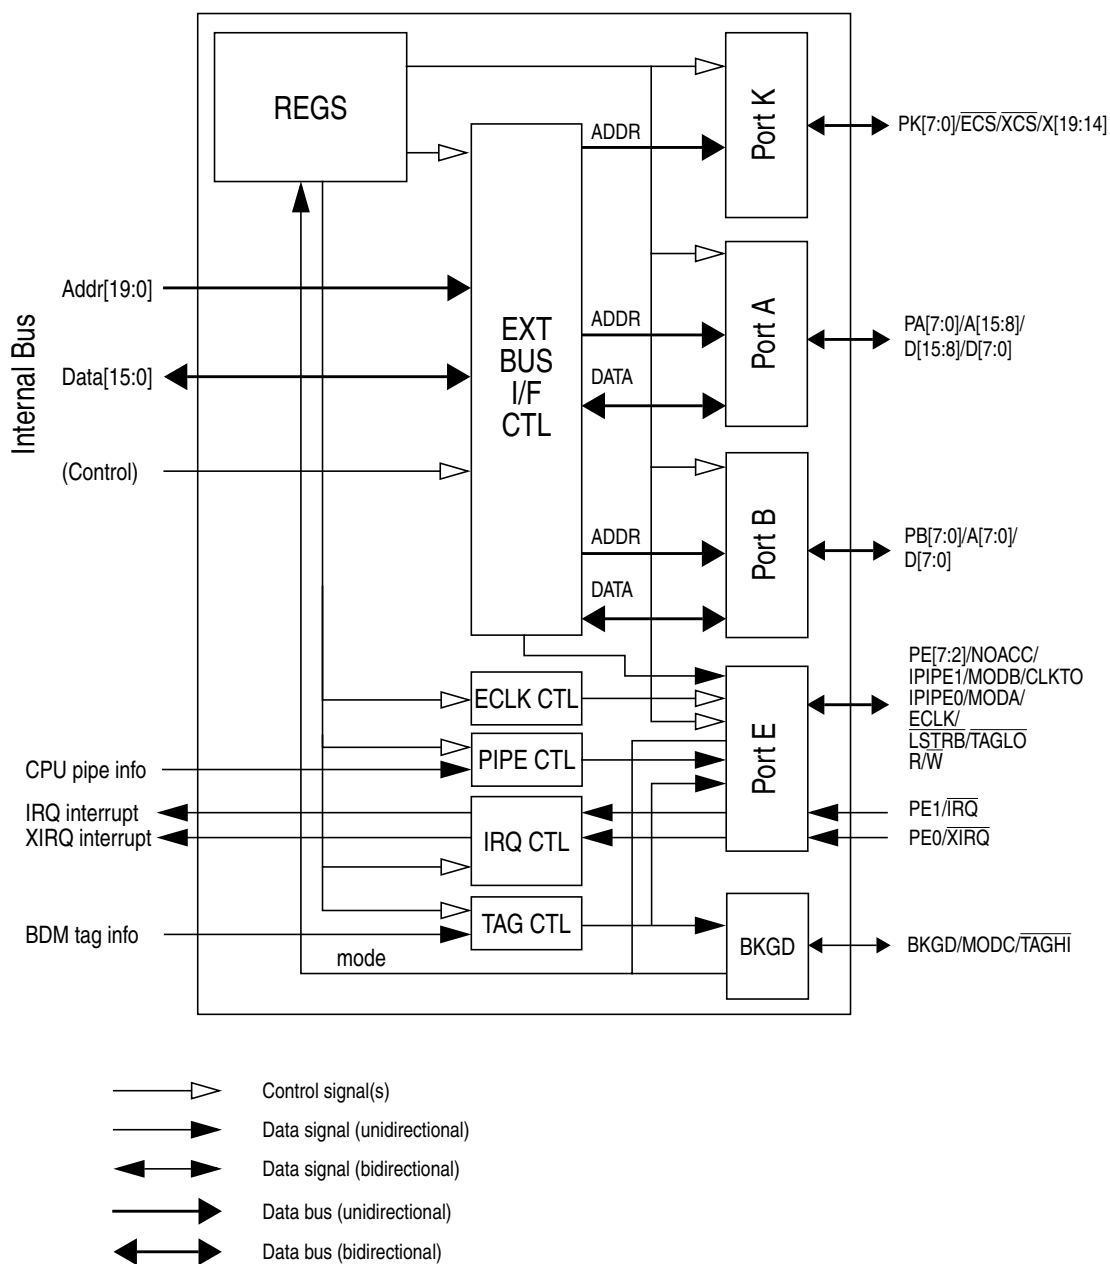 REGS
Port K
PK[7:0]/ECS/XCS/X[19:14]
ADDR
Internal Bus
Addr[19:0]
Data[15:0]
(Control)
EXT
BUS
I/F
CTL
ADDR
DATA
Port A
PA[7:0]/A[15:8]/
D[15:8]/D[7:0]
ADDR
DATA
Port B
PB[7:0]/A[7:0]/
D[7:0]
ECLK CTL
Port E
PE[7:2]/NOACC/
IPIPE1/MODB/CLKTO
IPIPE0/MODA/
ECLK/
LSTRB/TAGLO
R/W
CPU pipe info
PIPE CTL
IRQ interrupt
XIRQ interrupt
IRQ CTL
PE1/IRQ
PE0/XIRQ
BDM tag info
TAG CTL
mode
BKGD
BKGD/MODC/TAGHI
Control signal(s)
Data signal (unidirectional)
Data signal (bidirectional)
Data bus (unidirectional)
Data bus (bidirectional)